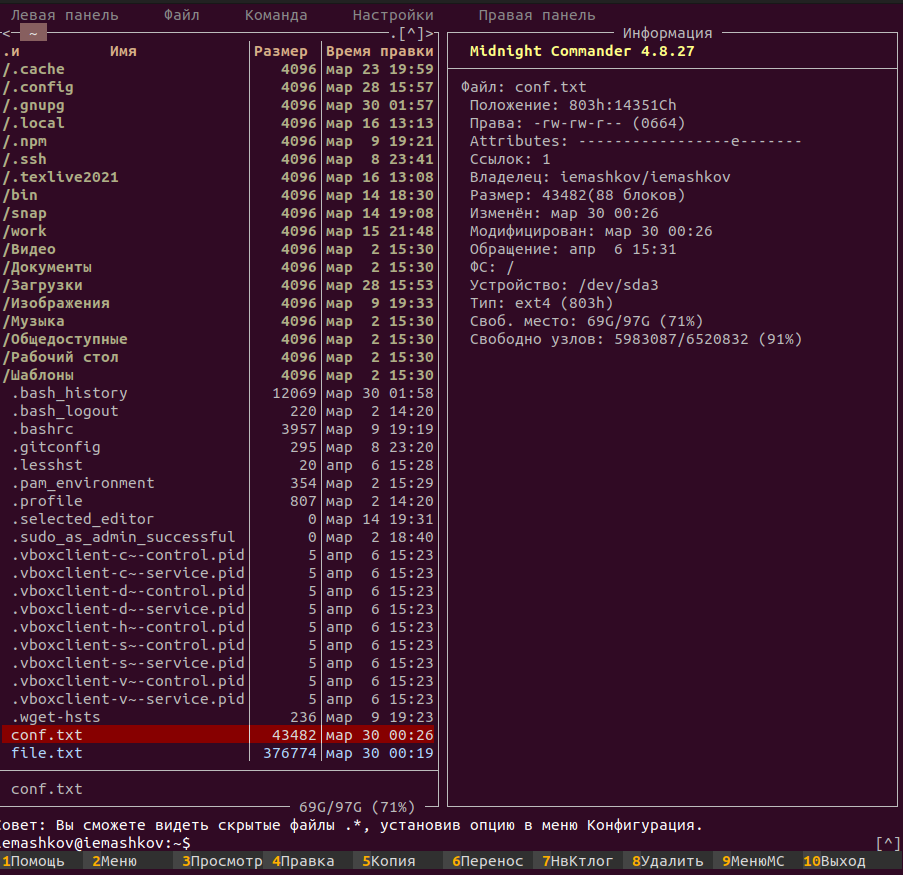 Левая панель Файл Команда Настройки Правая панель
<─ ~ ─.[^]>
.и Имя Размер Время правки
/.cache 4096 мар 23 19:59
/.config 4096 мар 28 15:57
/.gnupg 4096 мар 30 01:57
/.local 4096 мар 16 13:13
/.npm 4096 мар 9 19:21
/.ssh 4096 мар 8 23:41
/.texlive2021 4096 мар 16 13:08
/bin 4096 мар 14 18:30
/snap 4096 мар 14 19:08
/work 4096 мар 15 21:48
/Видео 4096 мар 2 15:30
/Документы 4096 мар 2 15:30
/Загрузки 4096 мар 28 15:53
/Изображения 4096 мар 9 19:33
/Музыка 4096 мар 2 15:30
/Общедоступные 4096 мар 2 15:30
/Рабочий стол 4096 мар 2 15:30
/Шаблоны 4096 мар 2 15:30
.bash_history 12069 мар 30 01:58
.bash_logout 220 мар 2 14:20
.bashrc 3957 мар 9 19:19
.gitconfig 295 мар 8 23:20
.lesshst 20 апр 6 15:28
.pam_environment 354 мар 2 15:29
.profile 807 мар 2 14:20
.selected_editor 0 мар 14 19:31
.sudo_as_admin_successful 0 мар 2 18:40
.vboxclient-c~-control.pid 5 апр 6 15:23
.vboxclient-c~-service.pid 5 апр 6 15:23
.vboxclient-d~-control.pid 5 апр 6 15:23
.vboxclient-d~-service.pid 5 апр 6 15:23
.vboxclient-h~-control.pid 5 апр 6 15:23
.vboxclient-s~-control.pid 5 апр 6 15:23
.vboxclient-s~-service.pid 5 апр 6 15:23
.vboxclient-v~-control.pid 5 апр 6 15:23
.vboxclient-v~-service.pid 5 апр 6 15:23
.wget-hsts 236 мар 9 19:23
conf.txt 43482 мар 30 00:26
file.txt 376774 мар 30 00:19
conf.txt
69G/97G (71%)
Информация
Midnight Commander 4.8.27
Файл: conf.txt
Положение: 803h:14351Ch
Права: -rw-rw-r-- (0664)
Attributes: -----------------e-------
Ссылок: 1
Владелец: iemashkov/iemashkov
Размер: 43482(88 блоков)
Изменён: мар 30 00:26
Модифицирован: мар 30 00:26
Обращение: апр 6 15:31
ФС: /
Устройство: /dev/sda3
Тип: ext4 (803h)
Своб. место: 69G/97G (71%)
Свободно узлов: 5983087/6520832 (91%)
Совет: Вы сможете видеть скрытые файлы .*, установив опцию в меню Конфигурация.
iemashkov@iemashkov:~$ [^]
1Помощь 2Меню 3Просмотр 4Правка 5Копия 6Перенос 7НвКтлог 8Удалить 9МенюМС 10Выход